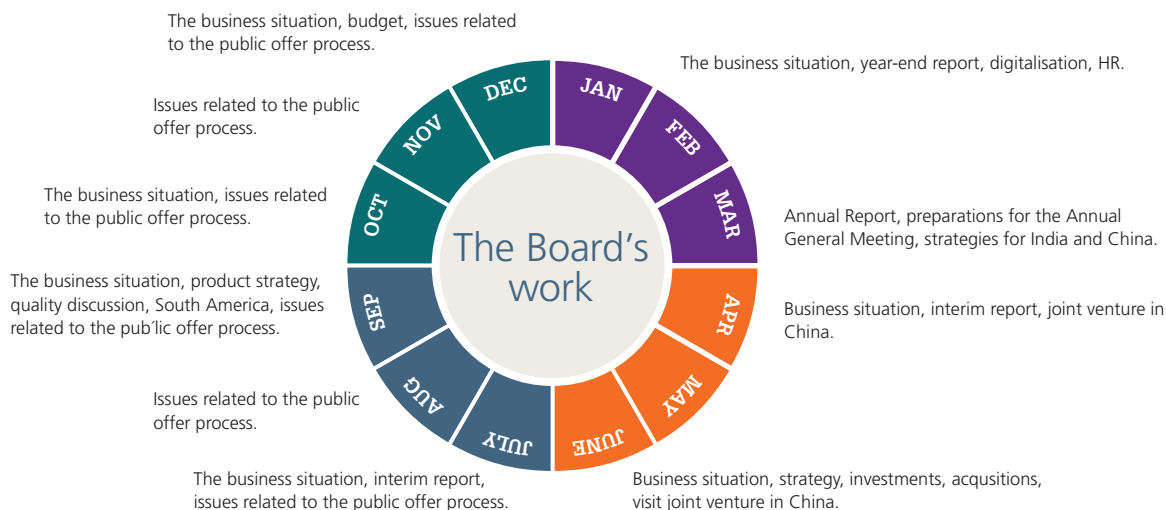 The business situation, budget, issues related
to the public offer process.
The business situation, year-end report, digitalisation, HR.
Issues related to the public
offer process.
The business situation, issues related
to the public offer process.
Annual Report, preparations for the Annual
General Meeting, strategies for India and China.
The business situation, product strategy,
quality discussion, South America, issues
related to the pub´lic offer process.
Business situation, interim report, joint venture in
China.
Issues related to the public
offer process.
The business situation, interim report,
issues related to the public offer process.
Business situation, strategy, investments, acqusitions,
visit joint venture in China.
JAN
FEB
MAR
APR
MAY
JUNE
JULY
AUG
SEP
OCT
NOV
DEC
The Board’s
work